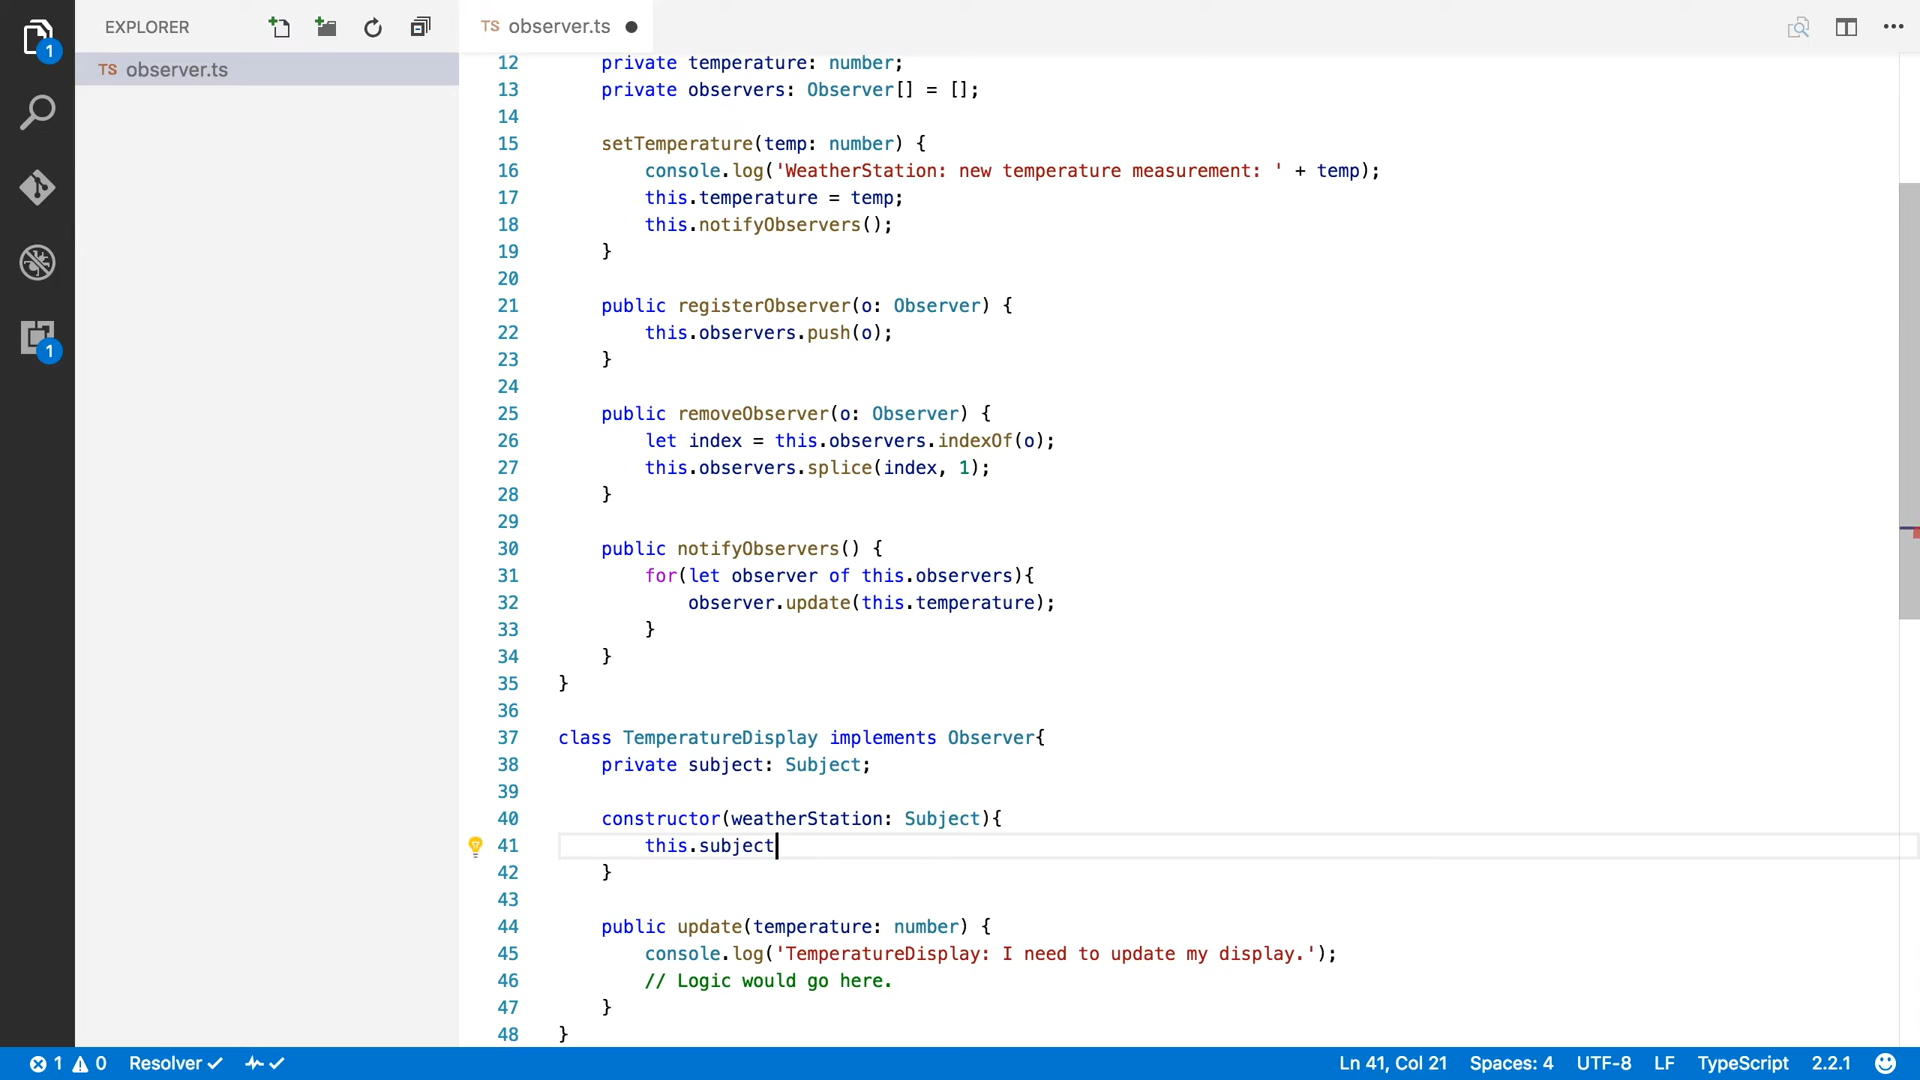 EXPLORER
TS observer.ts
1
1
TS observer.ts
12 private temperature: number;
13 private observers: Observer[] = [];
14
15 setTemperature(temp: number) {
16 console.log('WeatherStation: new temperature measurement: ' + temp);
17 this.temperature = temp;
18 this.notifyObservers();
19 }
20
21 public registerObserver(o: Observer) {
22 this.observers.push(o);
23 }
24
25 public removeObserver(o: Observer) {
26 let index = this.observers.indexOf(o);
27 this.observers.splice(index, 1);
28 }
29
30 public notifyObservers() {
31 for(let observer of this.observers){
32 observer.update(this.temperature);
33 }
34 }
35 }
36
37 class TemperatureDisplay implements Observer{
38 private subject: Subject;
39
40 constructor(weatherStation: Subject){
41 this.subject
42 }
43
44 public update(temperature: number) {
45 console.log('TemperatureDisplay: I need to update my display.');
46 // Logic would go here.
47 }
48 }
1 0 Resolver Ln 41, Col 21 Spaces: 4 UTF-8 LF TypeScript 2.2.1